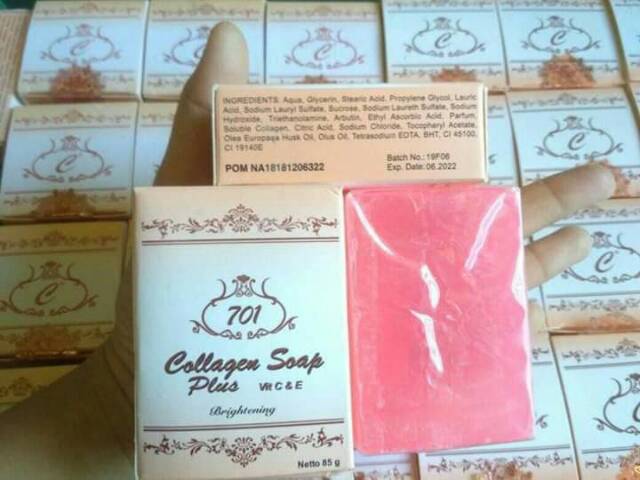 C
C
C
C
C
INGREDIENTS: Aqua, Glycerin, Stearic Acid, Propylene Glycol, Lauric
Acid, Sodium Lauryl Sulfate, Sucrose, Sodium Laureth Sulfate, Sodium
Hydroxide, Triethanolamine, Arbutin, Ethyl Ascorbic Acid, Parfum,
Soluble Collagen, Citric Acid, Sodium Chloride, Tocopheryl Acetate,
Olea Europaea Husk Oil, Olus Oil, Tetrasodium EDTA, BHT, CI 45100,
CI 19140E
POM NA18181206322
Batch No.: 19F06
Exp. Date: 06.2022
C
C
701
Collagen Soap
Plus Vit C & E
Brightening
Netto 85 g
C